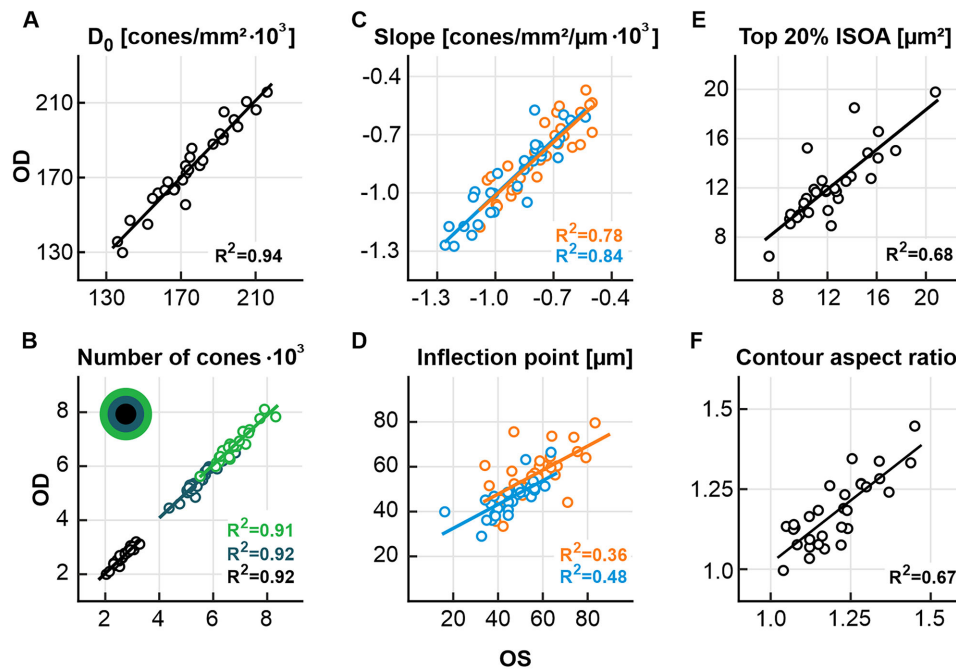 A
D₀ [cones/mm²·10³]
OD
210
170
130
130
170
210
R²=0.94
B
Number of cones ·10³
OD
8
6
4
2
2
4
6
8
R²=0.91
R²=0.92
R²=0.92
C
Slope [cones/mm²/µm ·10³]
-0.4
-0.7
-1.0
-1.3
-1.3
-1.0
-0.7
-0.4
R²=0.78
R²=0.84
D
Inflection point [µm]
80
60
40
20
20
40
60
80
R²=0.36
R²=0.48
OS
E
Top 20% ISOA [µm²]
20
16
12
8
8
12
16
20
R²=0.68
F
Contour aspect ratio
1.5
1.25
1.0
1.0
1.25
1.5
R²=0.67